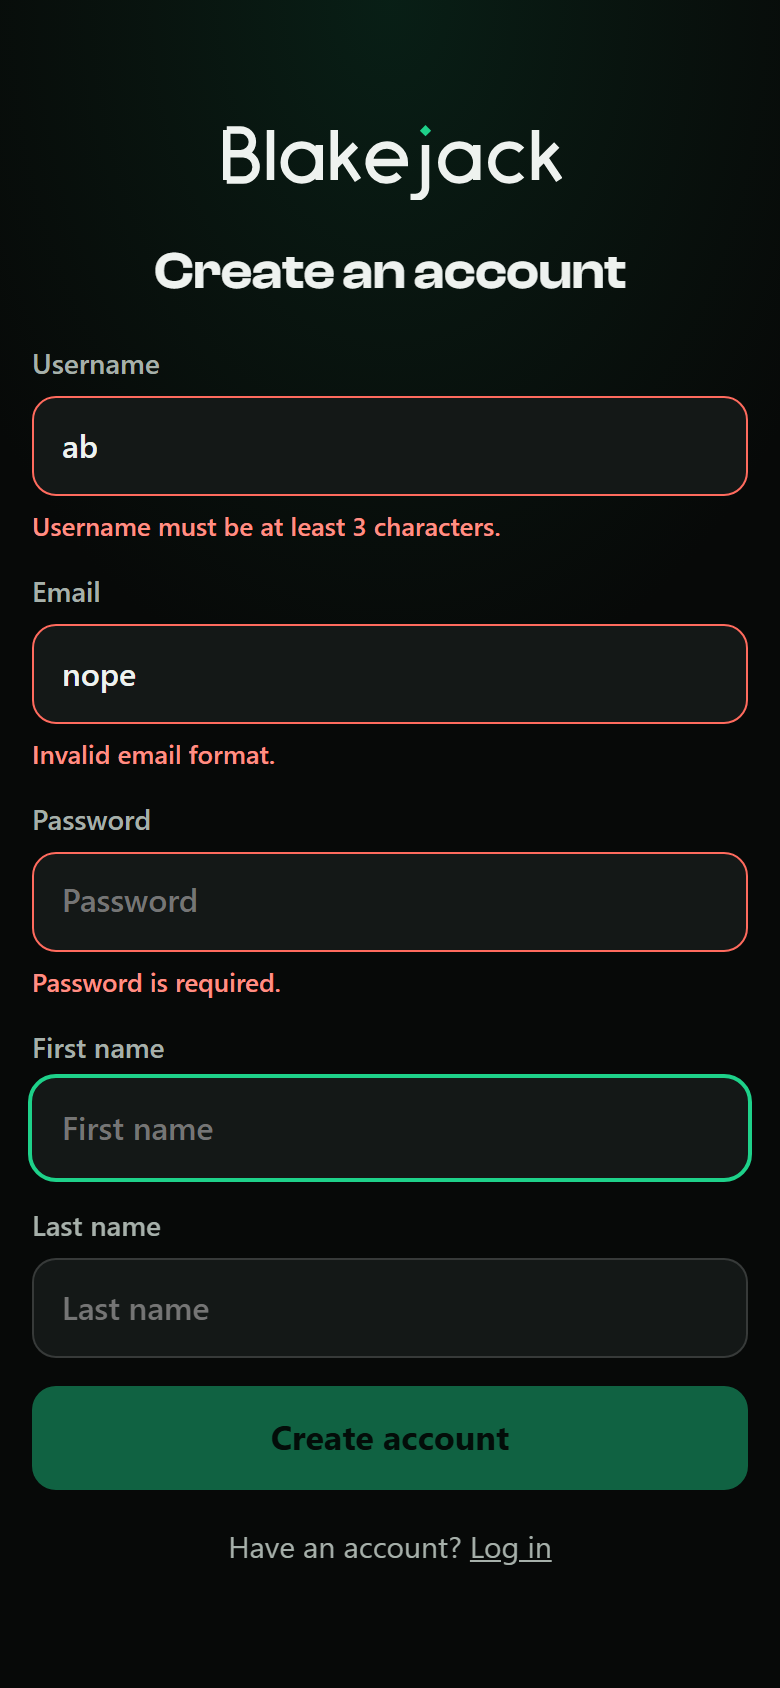 Blakejack
Create an account
Username
ab
Username must be at least 3 characters.
Email
nope
Invalid email format.
Password
Password
Password is required.
First name
First name
Last name
Last name
Create account
Have an account? Log in